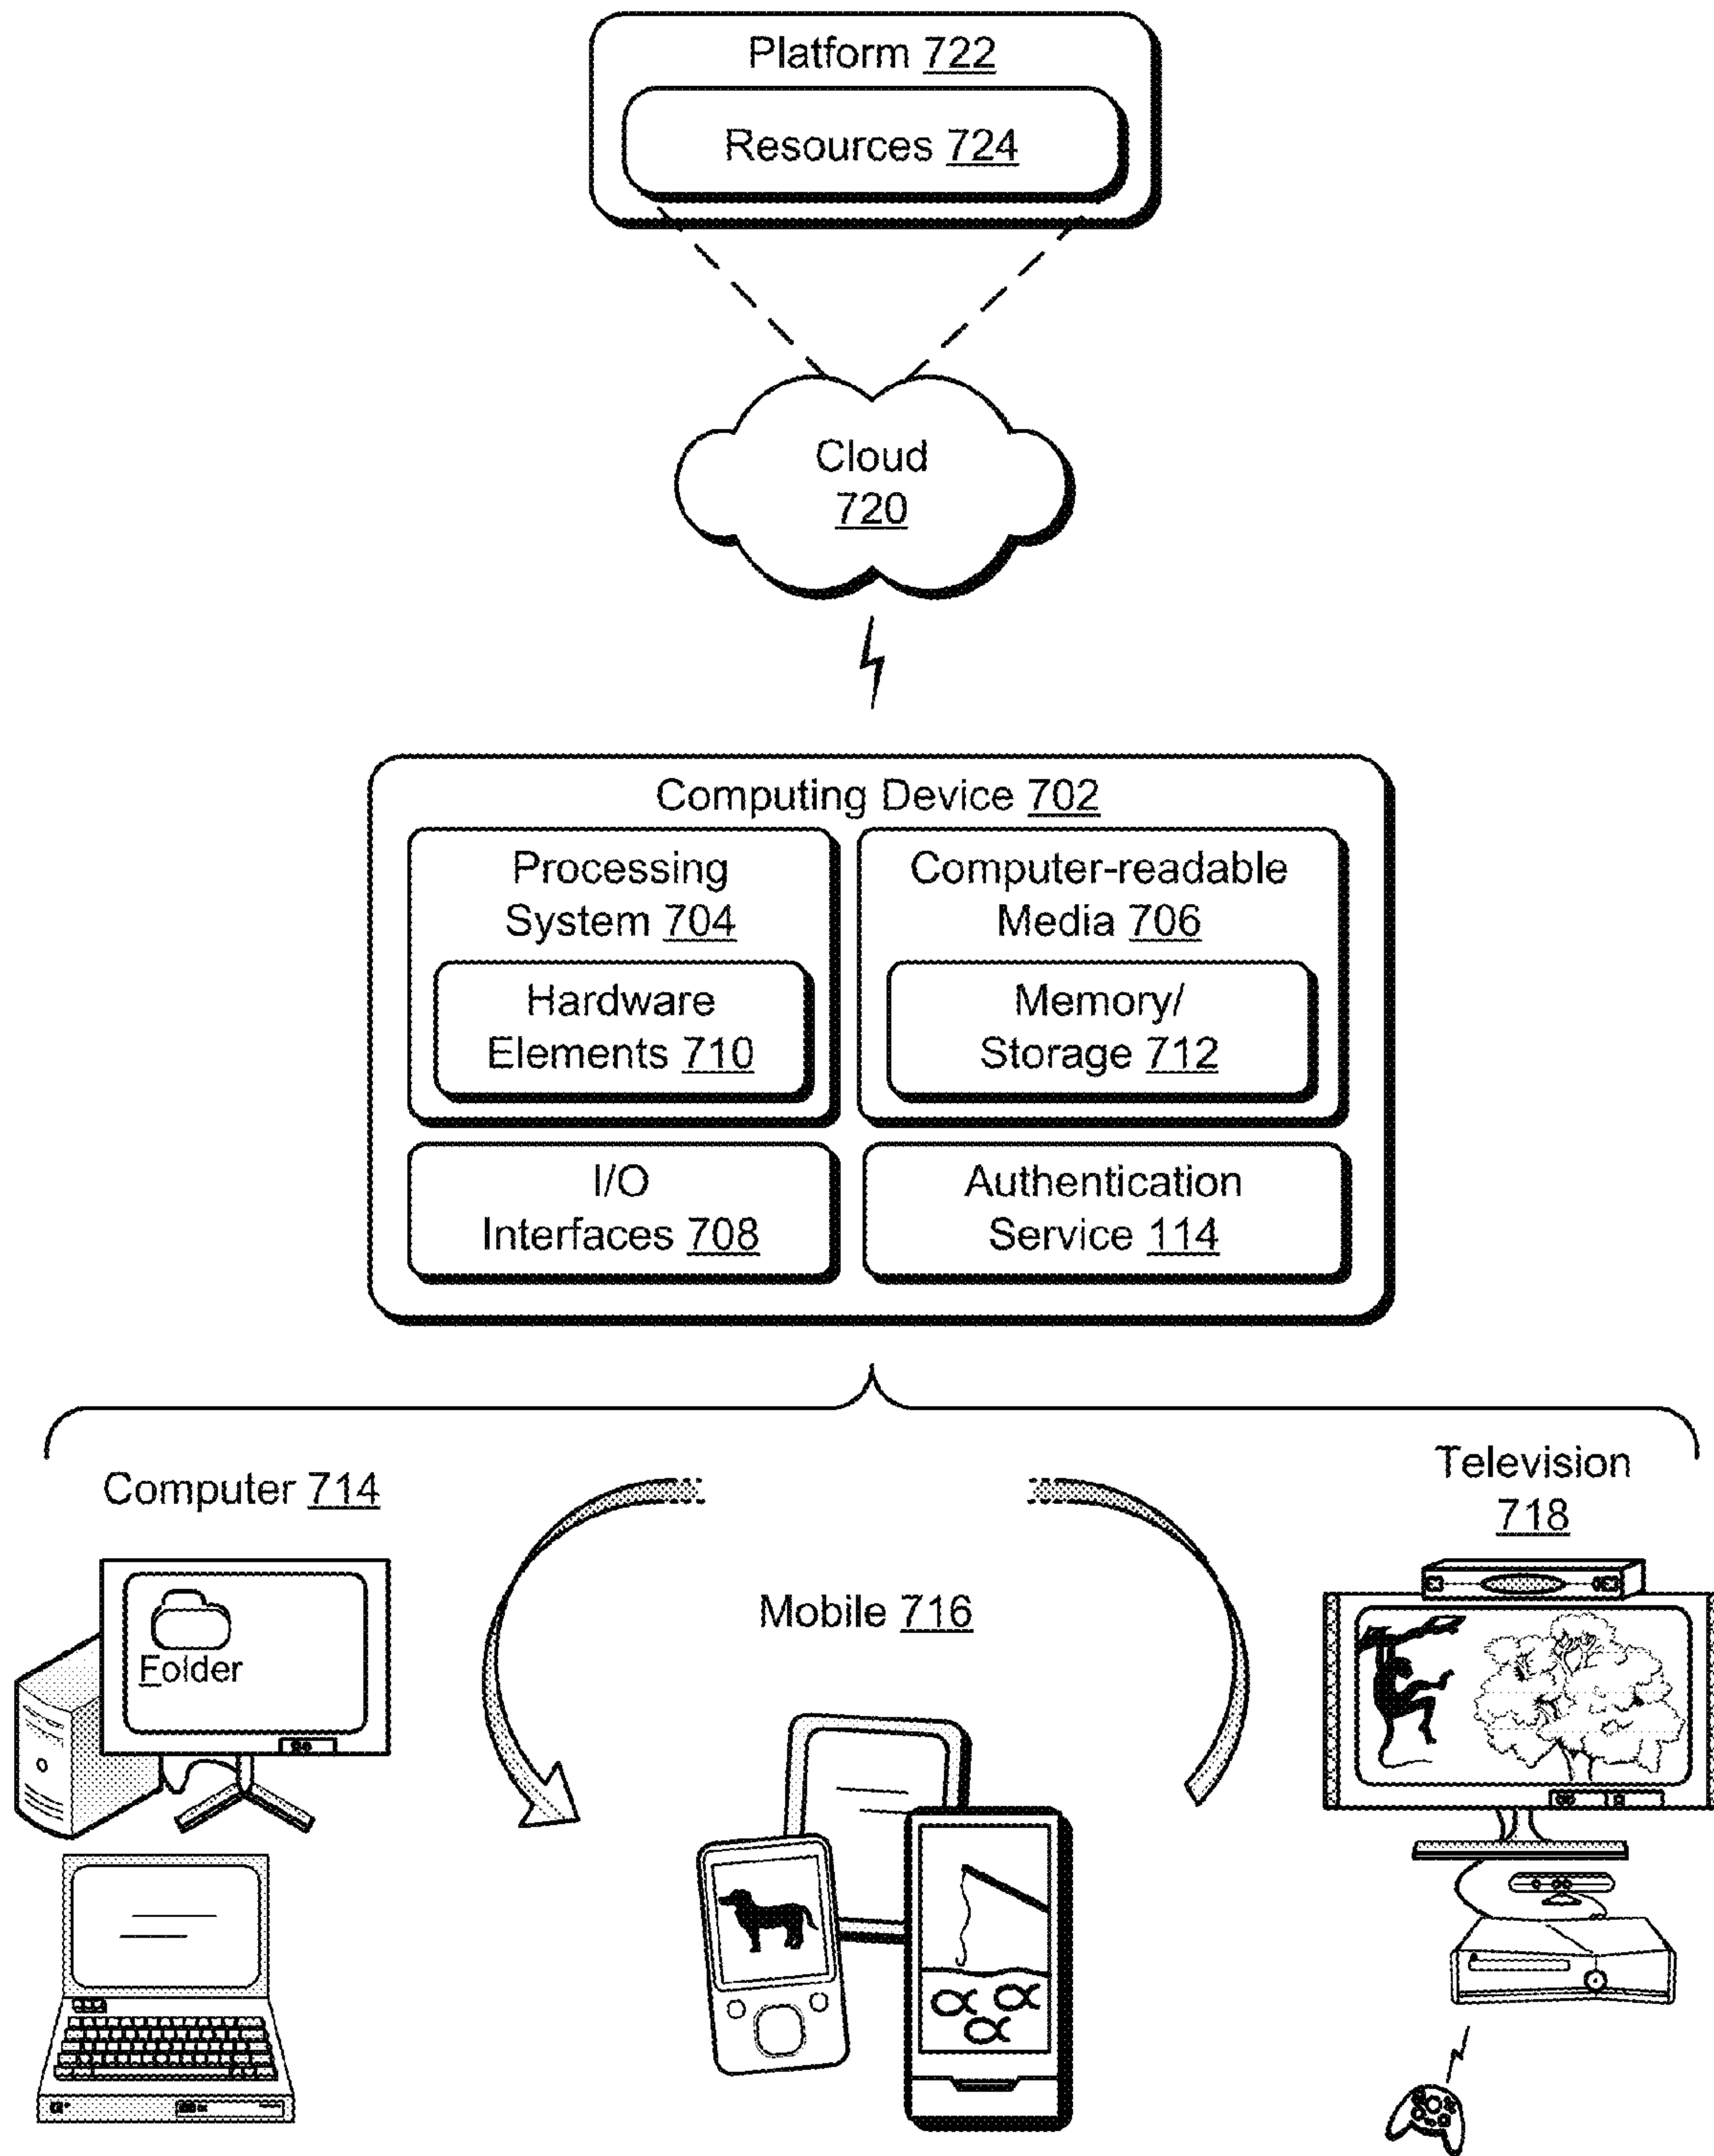 Platform 722
Resources 724
Cloud
720
Computing Device 702
Processing
System 704
Hardware
Elements 710
Computer-readable
Media 706
Memory/
Storage 712
I/O
Interfaces 708
Authentication
Service 114
Computer 714
Folder
Mobile 716
Television
718